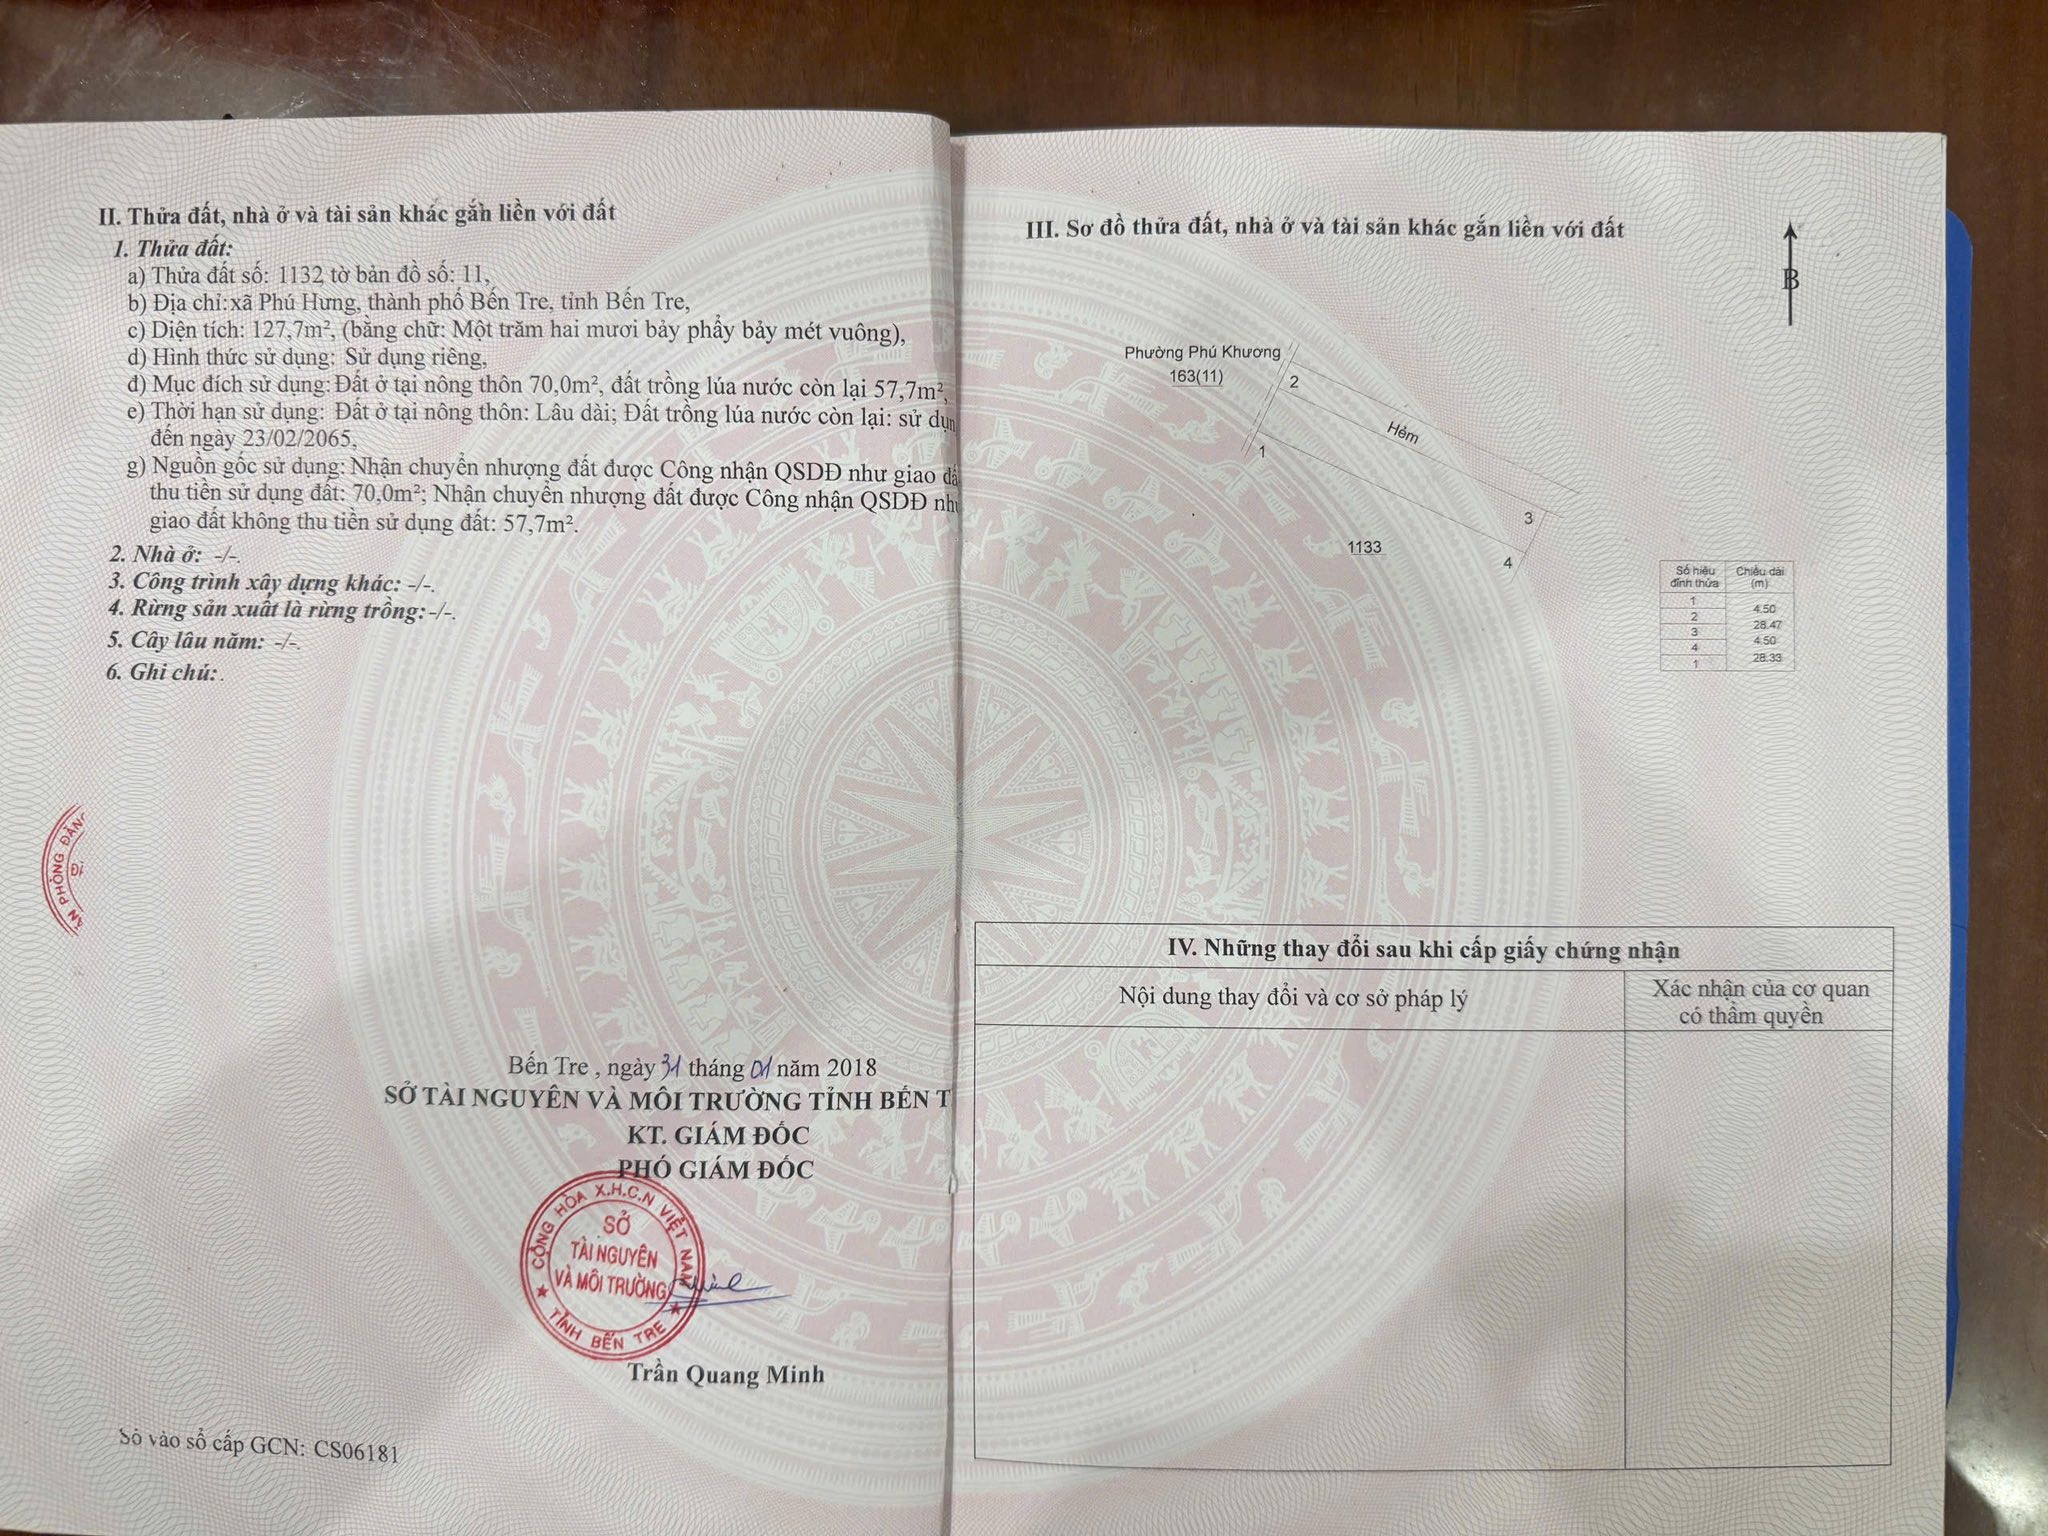 II. Thửa đất, nhà ở và tài sản khác gắn liền với đất
1. Thửa đất:
a) Thửa đất số: 1132 tờ bản đồ số: 11,
b) Địa chỉ: xã Phú Hưng, thành phố Bến Tre, tỉnh Bến Tre,
c) Diện tích: 127,7m², (bằng chữ: Một trăm hai mươi bảy phẩy bảy mét vuông),
d) Hình thức sử dụng: Sử dụng riêng,
đ) Mục đích sử dụng: Đất ở tại nông thôn 70,0m², đất trồng lúa nước còn lại 57,7m²,
e) Thời hạn sử dụng: Đất ở tại nông thôn: Lâu dài; Đất trồng lúa nước còn lại: sử dụn
đến ngày 23/02/2065,
g) Nguồn gốc sử dụng: Nhận chuyển nhượng đất được Công nhận QSDĐ như giao đấ
thu tiền sử dụng đất: 70,0m²; Nhận chuyển nhượng đất được Công nhận QSDĐ như
giao đất không thu tiền sử dụng đất: 57,7m².
2. Nhà ở: -/-.
3. Công trình xây dựng khác: -/-.
4. Rừng sản xuất là rừng trồng: -/-.
5. Cây lâu năm: -/-.
6. Ghi chú: .
ĂN PHÒNG ĐĂNG
ĐẤ
Bến Tre , ngày 31 tháng 01 năm 2018
SỞ TÀI NGUYÊN VÀ MÔI TRƯỜNG TỈNH BẾN T
KT. GIÁM ĐỐC
PHÓ GIÁM ĐỐC
CỘNG HÒA X.H.C.N VIỆT NAM
SỞ
TÀI NGUYÊN
VÀ MÔI TRƯỜNG
★ TỈNH BẾN TRE ★
Trần Quang Minh
Số vào sổ cấp GCN: CS06181
III. Sơ đồ thửa đất, nhà ở và tài sản khác gắn liền với đất
B
Phường Phú Khương
163(11)
2
Hẻm
1
3
1133
4
Số hiệu đỉnh thửa Chiều dài (m)
1
4.50
2
28.47
3
4.50
4
28.33
1
IV. Những thay đổi sau khi cấp giấy chứng nhận
Nội dung thay đổi và cơ sở pháp lý
Xác nhận của cơ quan
có thẩm quyền